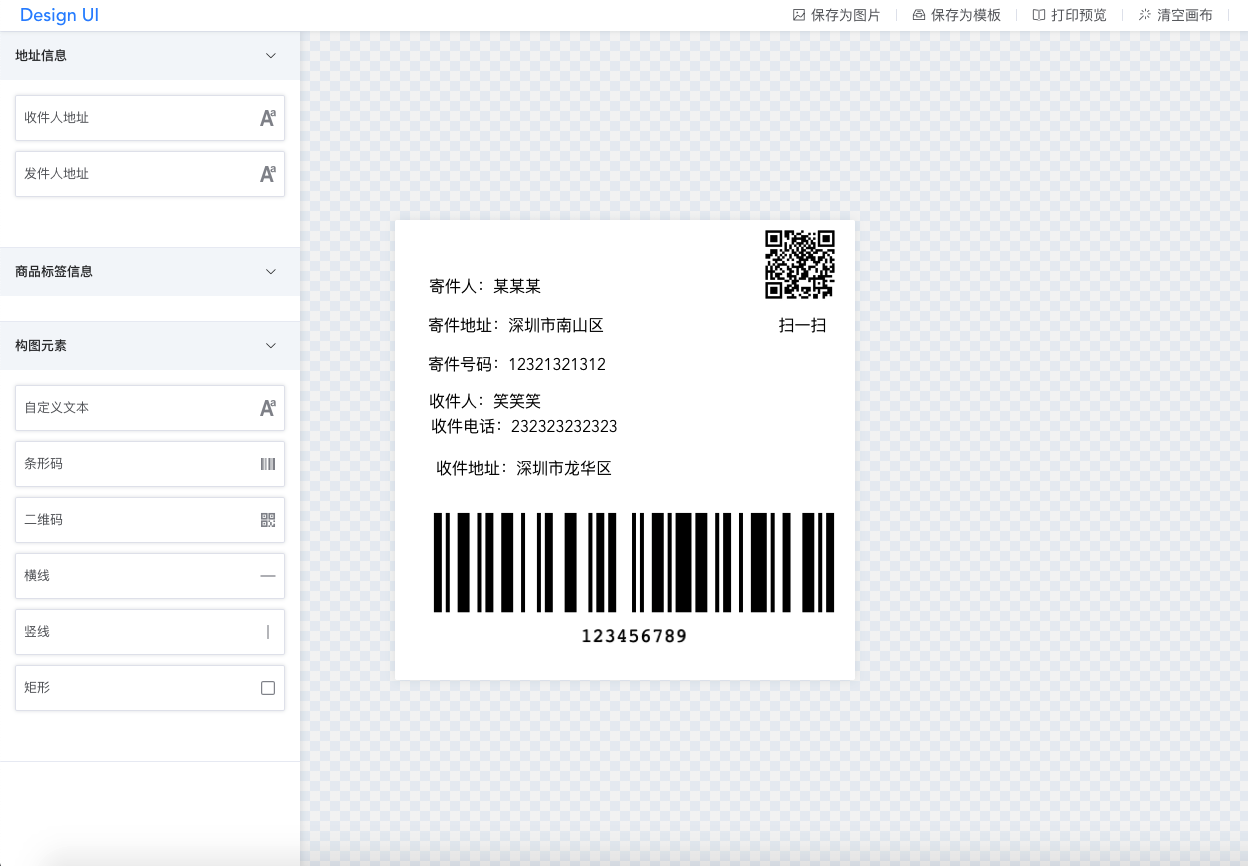 Design UI
保存为图片
保存为模板
打印预览
清空画布
地址信息
收件人地址
发件人地址
商品标签信息
构图元素
自定义文本
条形码
二维码
横线
竖线
矩形
寄件人：某某某
寄件地址：深圳市南山区
扫一扫
寄件号码：12321321312
收件人：笑笑笑
收件电话：232323232323
收件地址：深圳市龙华区
123456789